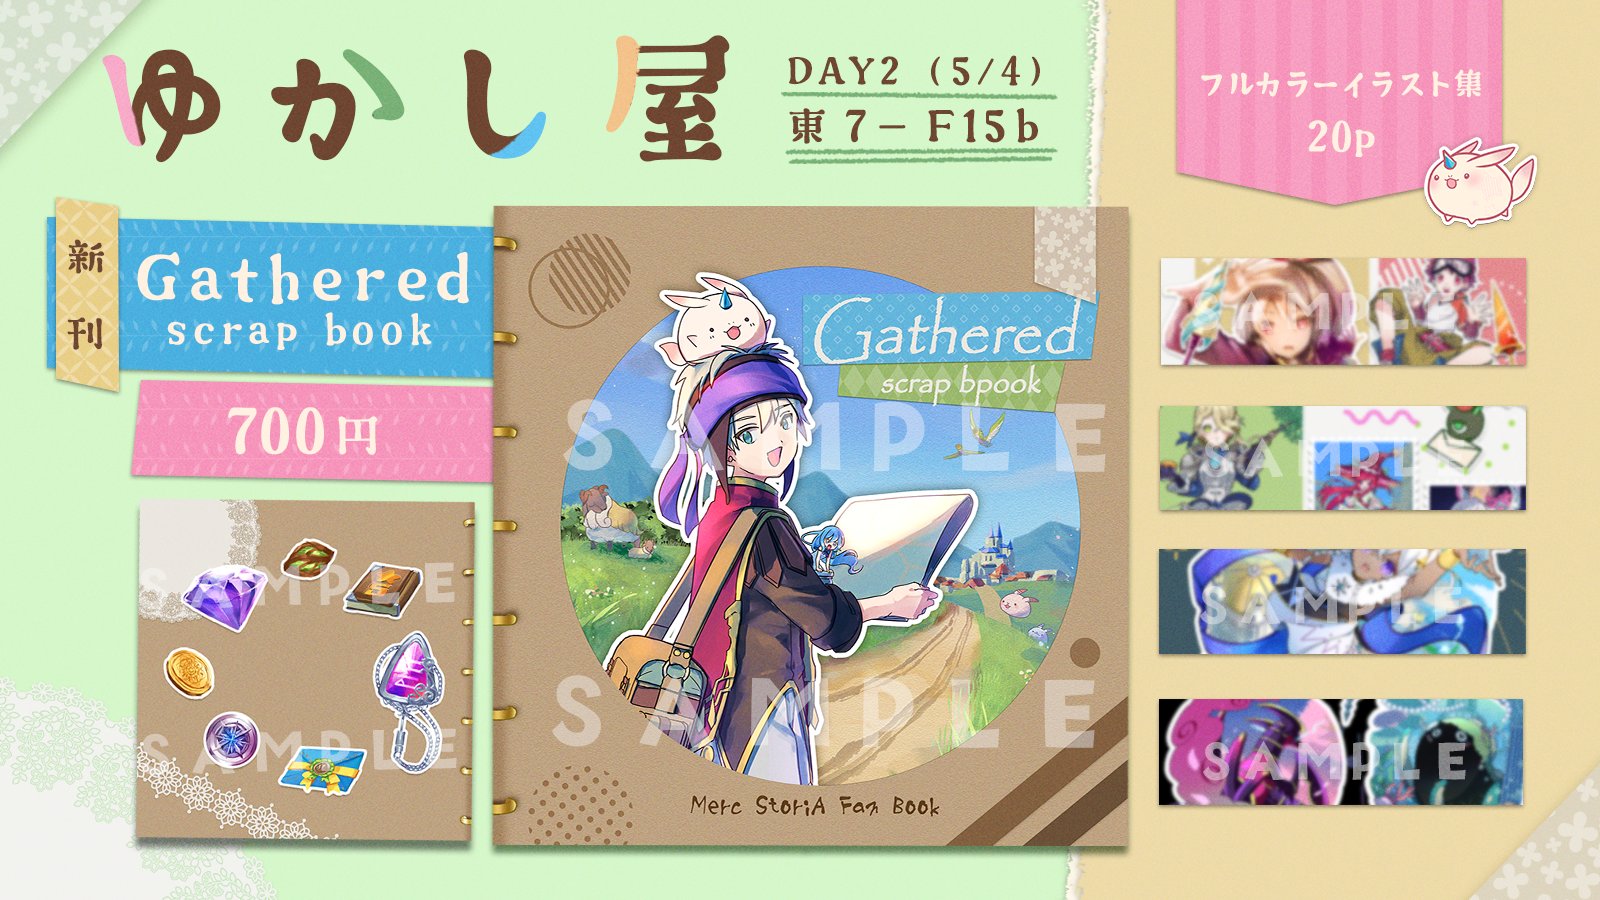 ゆかし屋
DAY2（5/4）
東7－F15b
フルカラーイラスト集
20p
新刊
Gathered
scrap book
700円
Gathered
scrap bpook
SAMPLE
SAMPLE
Merc StoriA Fan Book
SAMPLE
SAMPLE
SAMPLE
SAMPLE
SAMPLE
SAMPLE